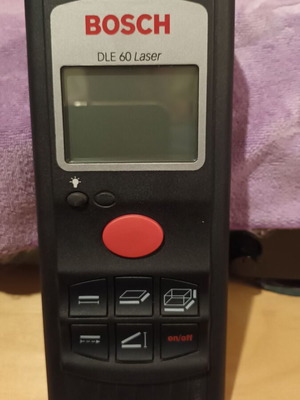 BOSCH
DLE 60 Laser
on/off